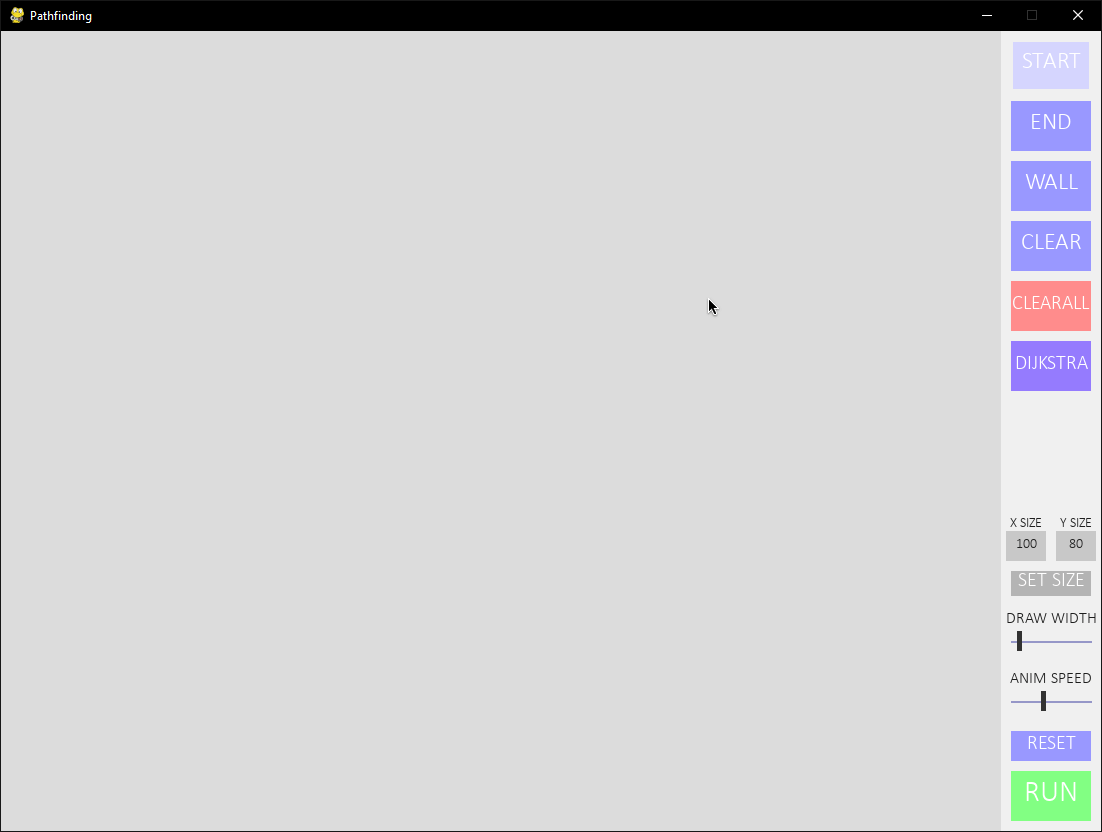 Pathfinding
START
END
WALL
CLEAR
CLEARALL
DIJKSTRA
X SIZE Y SIZE
100 80
SET SIZE
DRAW WIDTH
ANIM SPEED
RESET
RUN